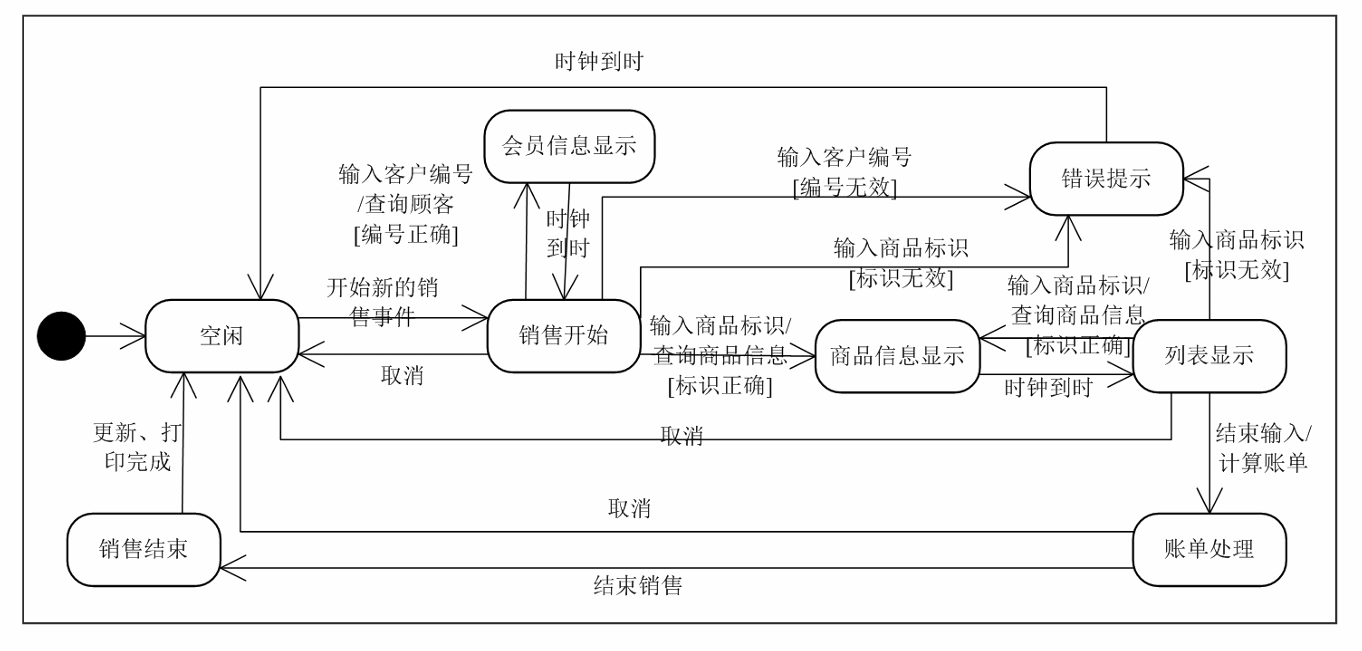 时钟到时
会员信息显示
输入客户编号
/查询顾客
[编号正确]
时钟
到时
输入客户编号
[编号无效]
错误提示
输入商品标识
[标识无效]
输入商品标识
[标识无效]
开始新的销
售事件
空闲
销售开始
取消
输入商品标识/
查询商品信息
[标识正确]
商品信息显示
输入商品标识/
查询商品信息
[标识正确]
时钟到时
列表显示
取消
更新、打
印完成
结束输入/
计算账单
取消
销售结束
账单处理
结束销售